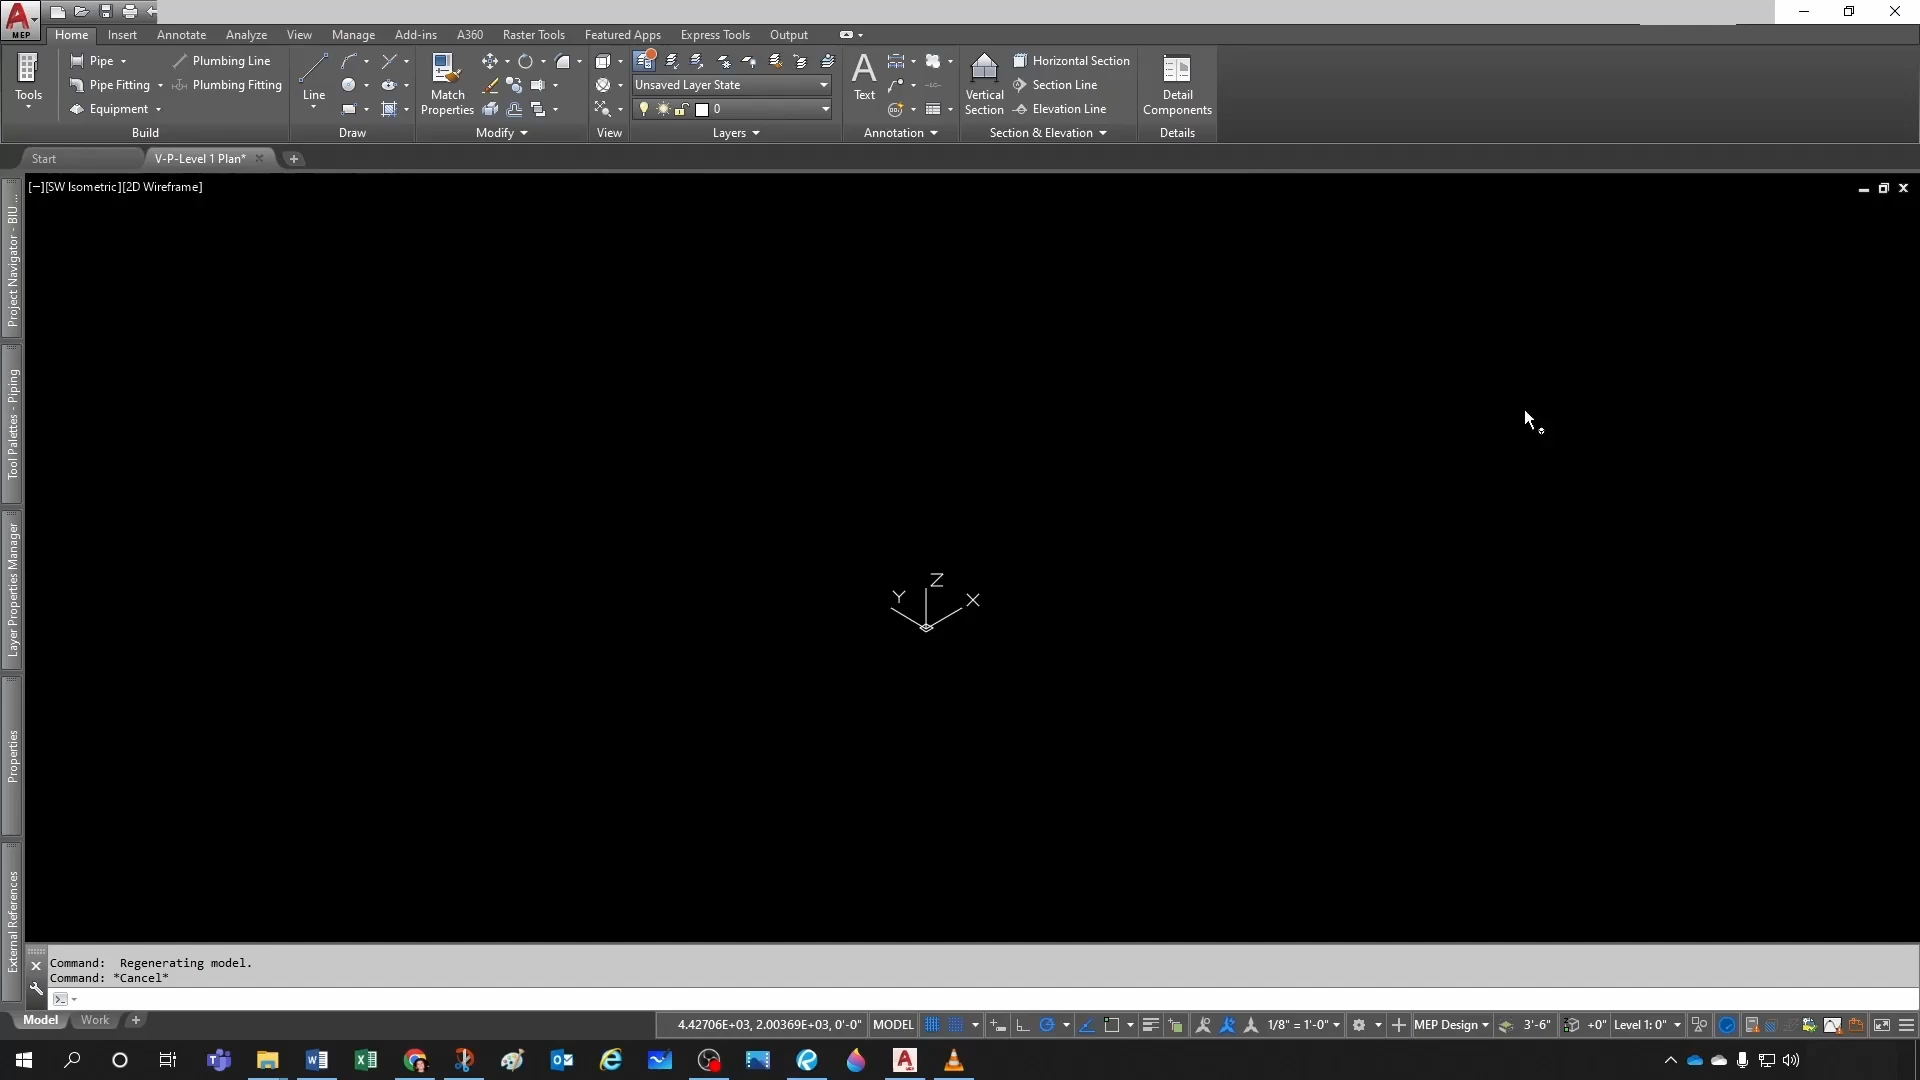 MEP
Home Insert Annotate Analyze View Manage Add-ins A360 Raster Tools Featured Apps Express Tools Output
Tools
Pipe
Plumbing Line
Pipe Fitting
Plumbing Fitting
Equipment
Build
Line
Draw
Match
Properties
Modify
View
Unsaved Layer State
0
Layers
A
Text
Annotation
Vertical
Section
Horizontal Section
Section Line
Elevation Line
Section & Elevation
Detail
Components
Details
Start
V-P-Level 1 Plan*
[−][SW Isometric][2D Wireframe]
Project Navigator - BIU ...
Tool Palettes - Piping
Layer Properties Manager
Properties
External References
Z
Y
X
Command:  Regenerating model.
Command: *Cancel*
Model Work
4.42706E+03, 2.00369E+03, 0'-0" MODEL 1/8" = 1'-0" MEP Design 3'-6" +0" Level 1: 0"